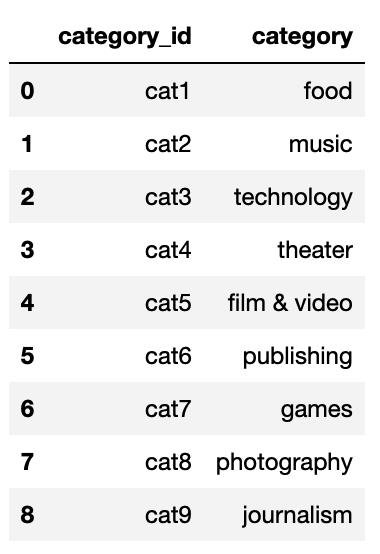 category_id category
0 cat1 food
1 cat2 music
2 cat3 technology
3 cat4 theater
4 cat5 film & video
5 cat6 publishing
6 cat7 games
7 cat8 photography
8 cat9 journalism